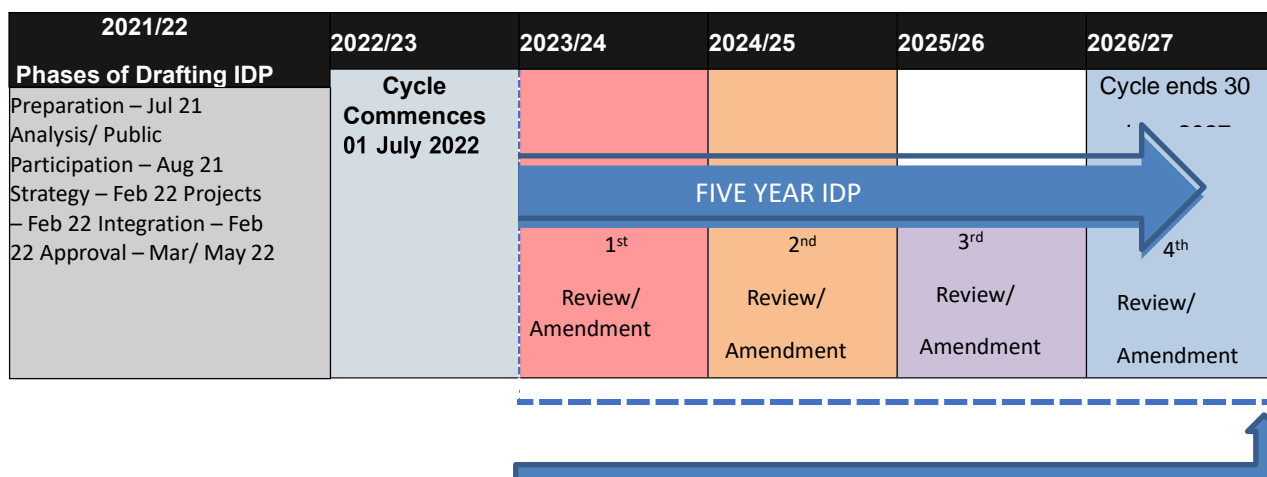 2021/22
Phases of Drafting IDP
2022/23
2023/24
2024/25
2025/26
2026/27
Preparation – Jul 21
Analysis/ Public
Participation – Aug 21
Strategy – Feb 22 Projects
– Feb 22 Integration – Feb
22 Approval – Mar/ May 22
Cycle
Commences
01 July 2022
Cycle ends 30
FIVE YEAR IDP
1st
Review/
Amendment
2nd
Review/
Amendment
3rd
Review/
Amendment
4th
Review/
Amendment